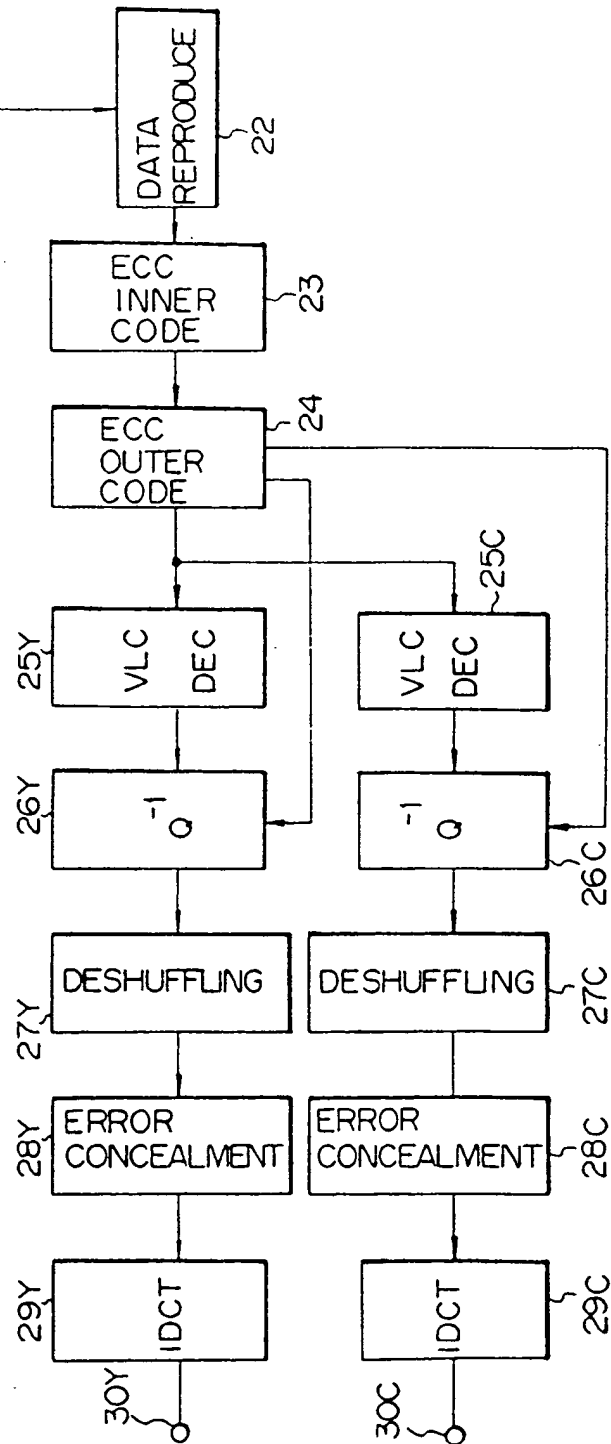 DATA
REPRODUCE
22
ECC
INNER
CODE
23
ECC
OUTER
CODE
24
25Y
VLC
DEC
25C
VLC
DEC
26Y
Q⁻¹
26C
Q⁻¹
27Y
DESHUFFLING
27C
DESHUFFLING
28Y
ERROR
CONCEALMENT
28C
ERROR
CONCEALMENT
29Y
IDCT
29C
IDCT
30Y
30C